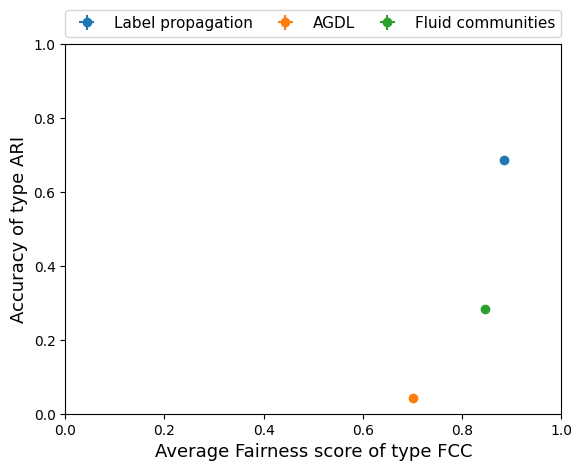 Label propagation AGDL Fluid communities
1.0
0.8
0.6
0.4
0.2
0.0
Accuracy of type ARI
0.0 0.2 0.4 0.6 0.8 1.0
Average Fairness score of type FCC